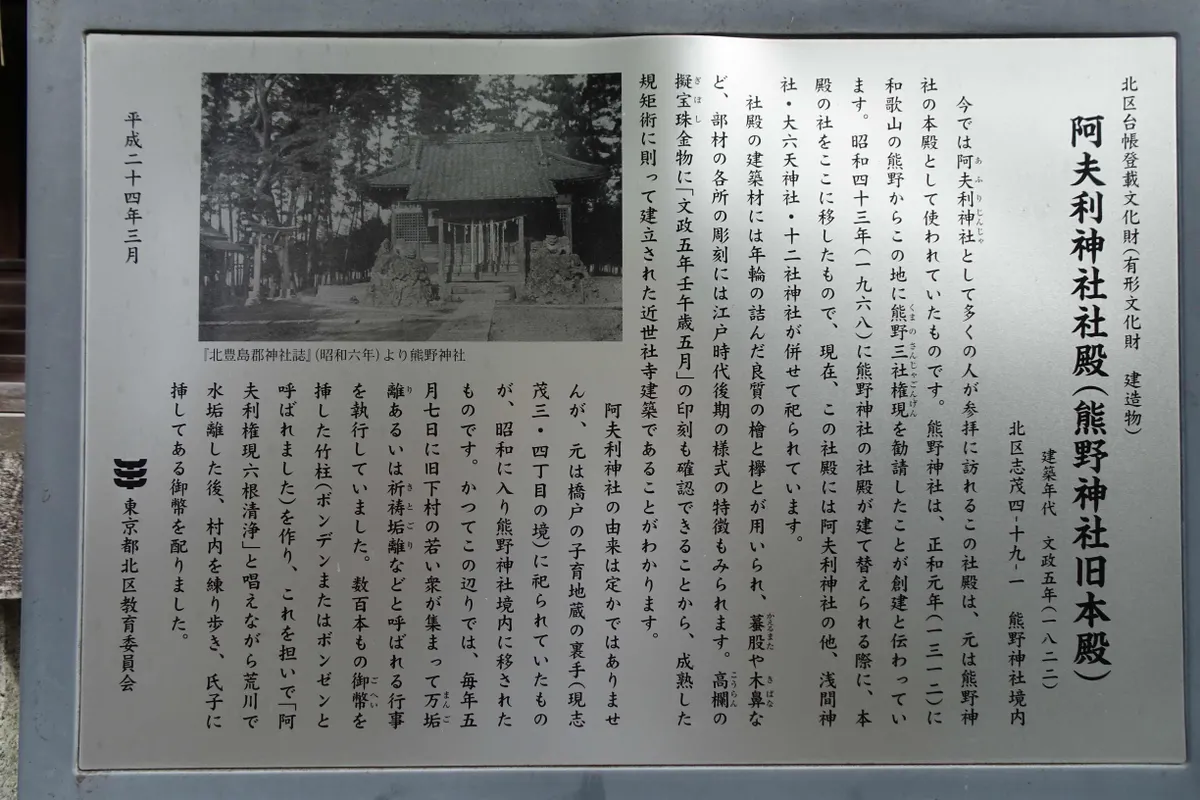 北区台帳登載文化財(有形文化財 建造物)
阿夫利神社社殿(熊野神社旧本殿)
建築年代 文政五年(一八二二)
北区志茂四-十九-一 熊野神社境内
今では阿夫利神社として多くの人が参拝に訪れるこの社殿は、元は熊野神
社の本殿として使われていたものです。熊野神社は、正和元年(一三一二)に
和歌山の熊野からこの地に熊野三社権現を勧請したことが創建と伝わってい
ます。昭和四十三年(一九六八)に熊野神社の社殿が建て替えられる際に、本
殿の社をここに移したもので、現在、この社殿には阿夫利神社の他、浅間神
社・大六天神社・十二社神社が併せて祀られています。
社殿の建築材には年輪の詰んだ良質の檜と欅とが用いられ、蟇股や木鼻な
ど、部材の各所の彫刻には江戸時代後期の様式の特徴もみられます。高欄の
擬宝珠金物に「文政五年壬午歳五月」の印刻も確認できることから、成熟した
規矩術に則って建立された近世社寺建築であることがわかります。
『北豊島郡神社誌』(昭和六年)より熊野神社
阿夫利神社の由来は定かではありませ
んが、元は橋戸の子育地蔵の裏手(現志
茂三・四丁目の境)に祀られていたもの
が、昭和に入り熊野神社境内に移された
ものです。かつてこの辺りでは、毎年五
月七日に旧下村の若い衆が集まって万垢
離あるいは祈祷垢離などと呼ばれる行事
を執行していました。数百本もの御幣を
挿した竹柱(ボンデンまたはボンゼンと
呼ばれました)を作り、これを担いで「阿
夫利権現六根清浄」と唱えながら荒川で
水垢離した後、村内を練り歩き、氏子に
挿してある御幣を配りました。
平成二十四年三月
東京都北区教育委員会